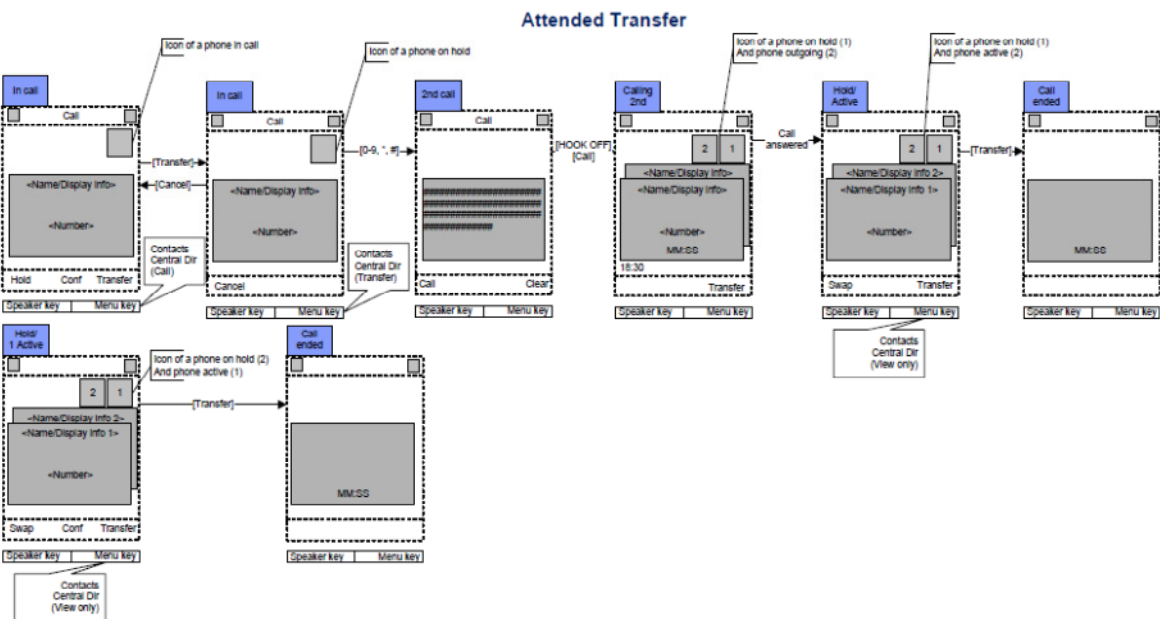 Attended Transfer
Icon of a phone in call
Icon of a phone on hold
Icon of a phone on hold (1)
And phone outgoing (2)
Icon of a phone on hold (1)
And phone active (2)
In call
Call
<Name/Display Info>
<Number>
Hold Conf Transfer
Speaker key Menu key
[Transfer]
[Cancel]
Contacts
Central Dir
(Call)
In call
Call
<Name/Display Info>
<Number>
Cancel
Speaker key Menu key
[0-9, *, #]
Contacts
Central Dir
(Transfer)
2nd call
Call
########################
########################
########################
##############
Call Clear
Speaker key Menu key
[HOOK OFF]
[Call]
Calling
2nd
2 1
<Name/Display Info>
<Name/Display Info>
<Number>
MM:SS
16:30
Transfer
Speaker key Menu key
Call
answered
Hold/
Active
2 1
<Name/Display Info 2>
<Name/Display Info 1>
<Number>
Swap Transfer
Speaker key Menu key
Contacts
Central Dir
(View only)
[Transfer]
Call
ended
MM:SS
Speaker key Menu key
Hold/
1 Active
Icon of a phone on hold (2)
And phone active (1)
2 1
<Name/Display Info 2>
<Name/Display Info 1>
<Number>
Swap Conf Transfer
Speaker key Menu key
Contacts
Central Dir
(View only)
[Transfer]
Call
ended
MM:SS
Speaker key Menu key